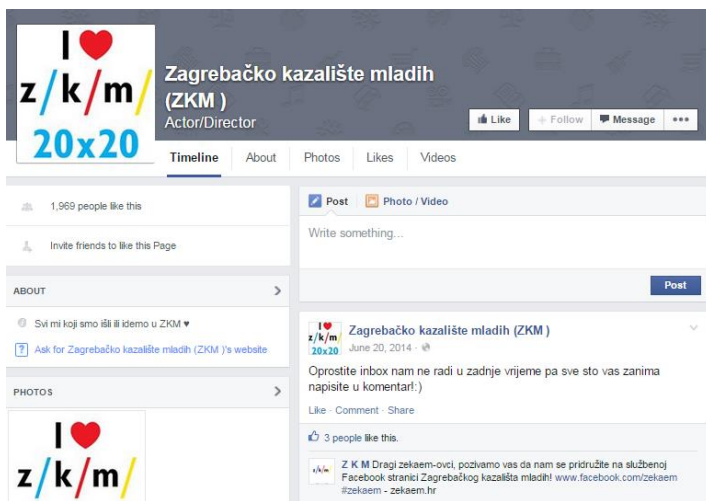 I ❤
z/k/m/
20x20
Zagrebačko kazalište mladih
(ZKM )
Actor/Director
Like
+ Follow
Message
•••
Timeline
About
Photos
Likes
Videos
1,969 people like this
Invite friends to like this Page
ABOUT
Svi mi koji smo išli ili idemo u ZKM ♥
? Ask for Zagrebačko kazalište mladih (ZKM )'s website
PHOTOS
I ❤
z/k/m/
Post
Photo / Video
Write something...
Post
I ❤
z/k/m/
20x20
Zagrebačko kazalište mladih (ZKM )
June 20, 2014 ·
Oprostite inbox nam ne radi u zadnje vrijeme pa sve sto vas zanima
napisite u komentar!:)
Like · Comment · Share
3 people like this.
z/k/m/
Z K M Dragi zekaem-ovci, pozivamo vas da nam se pridružite na službenoj
Facebook stranici Zagrebačkog kazališta mladih! www.facebook.com/zekaem
#zekaem - zekaem.hr